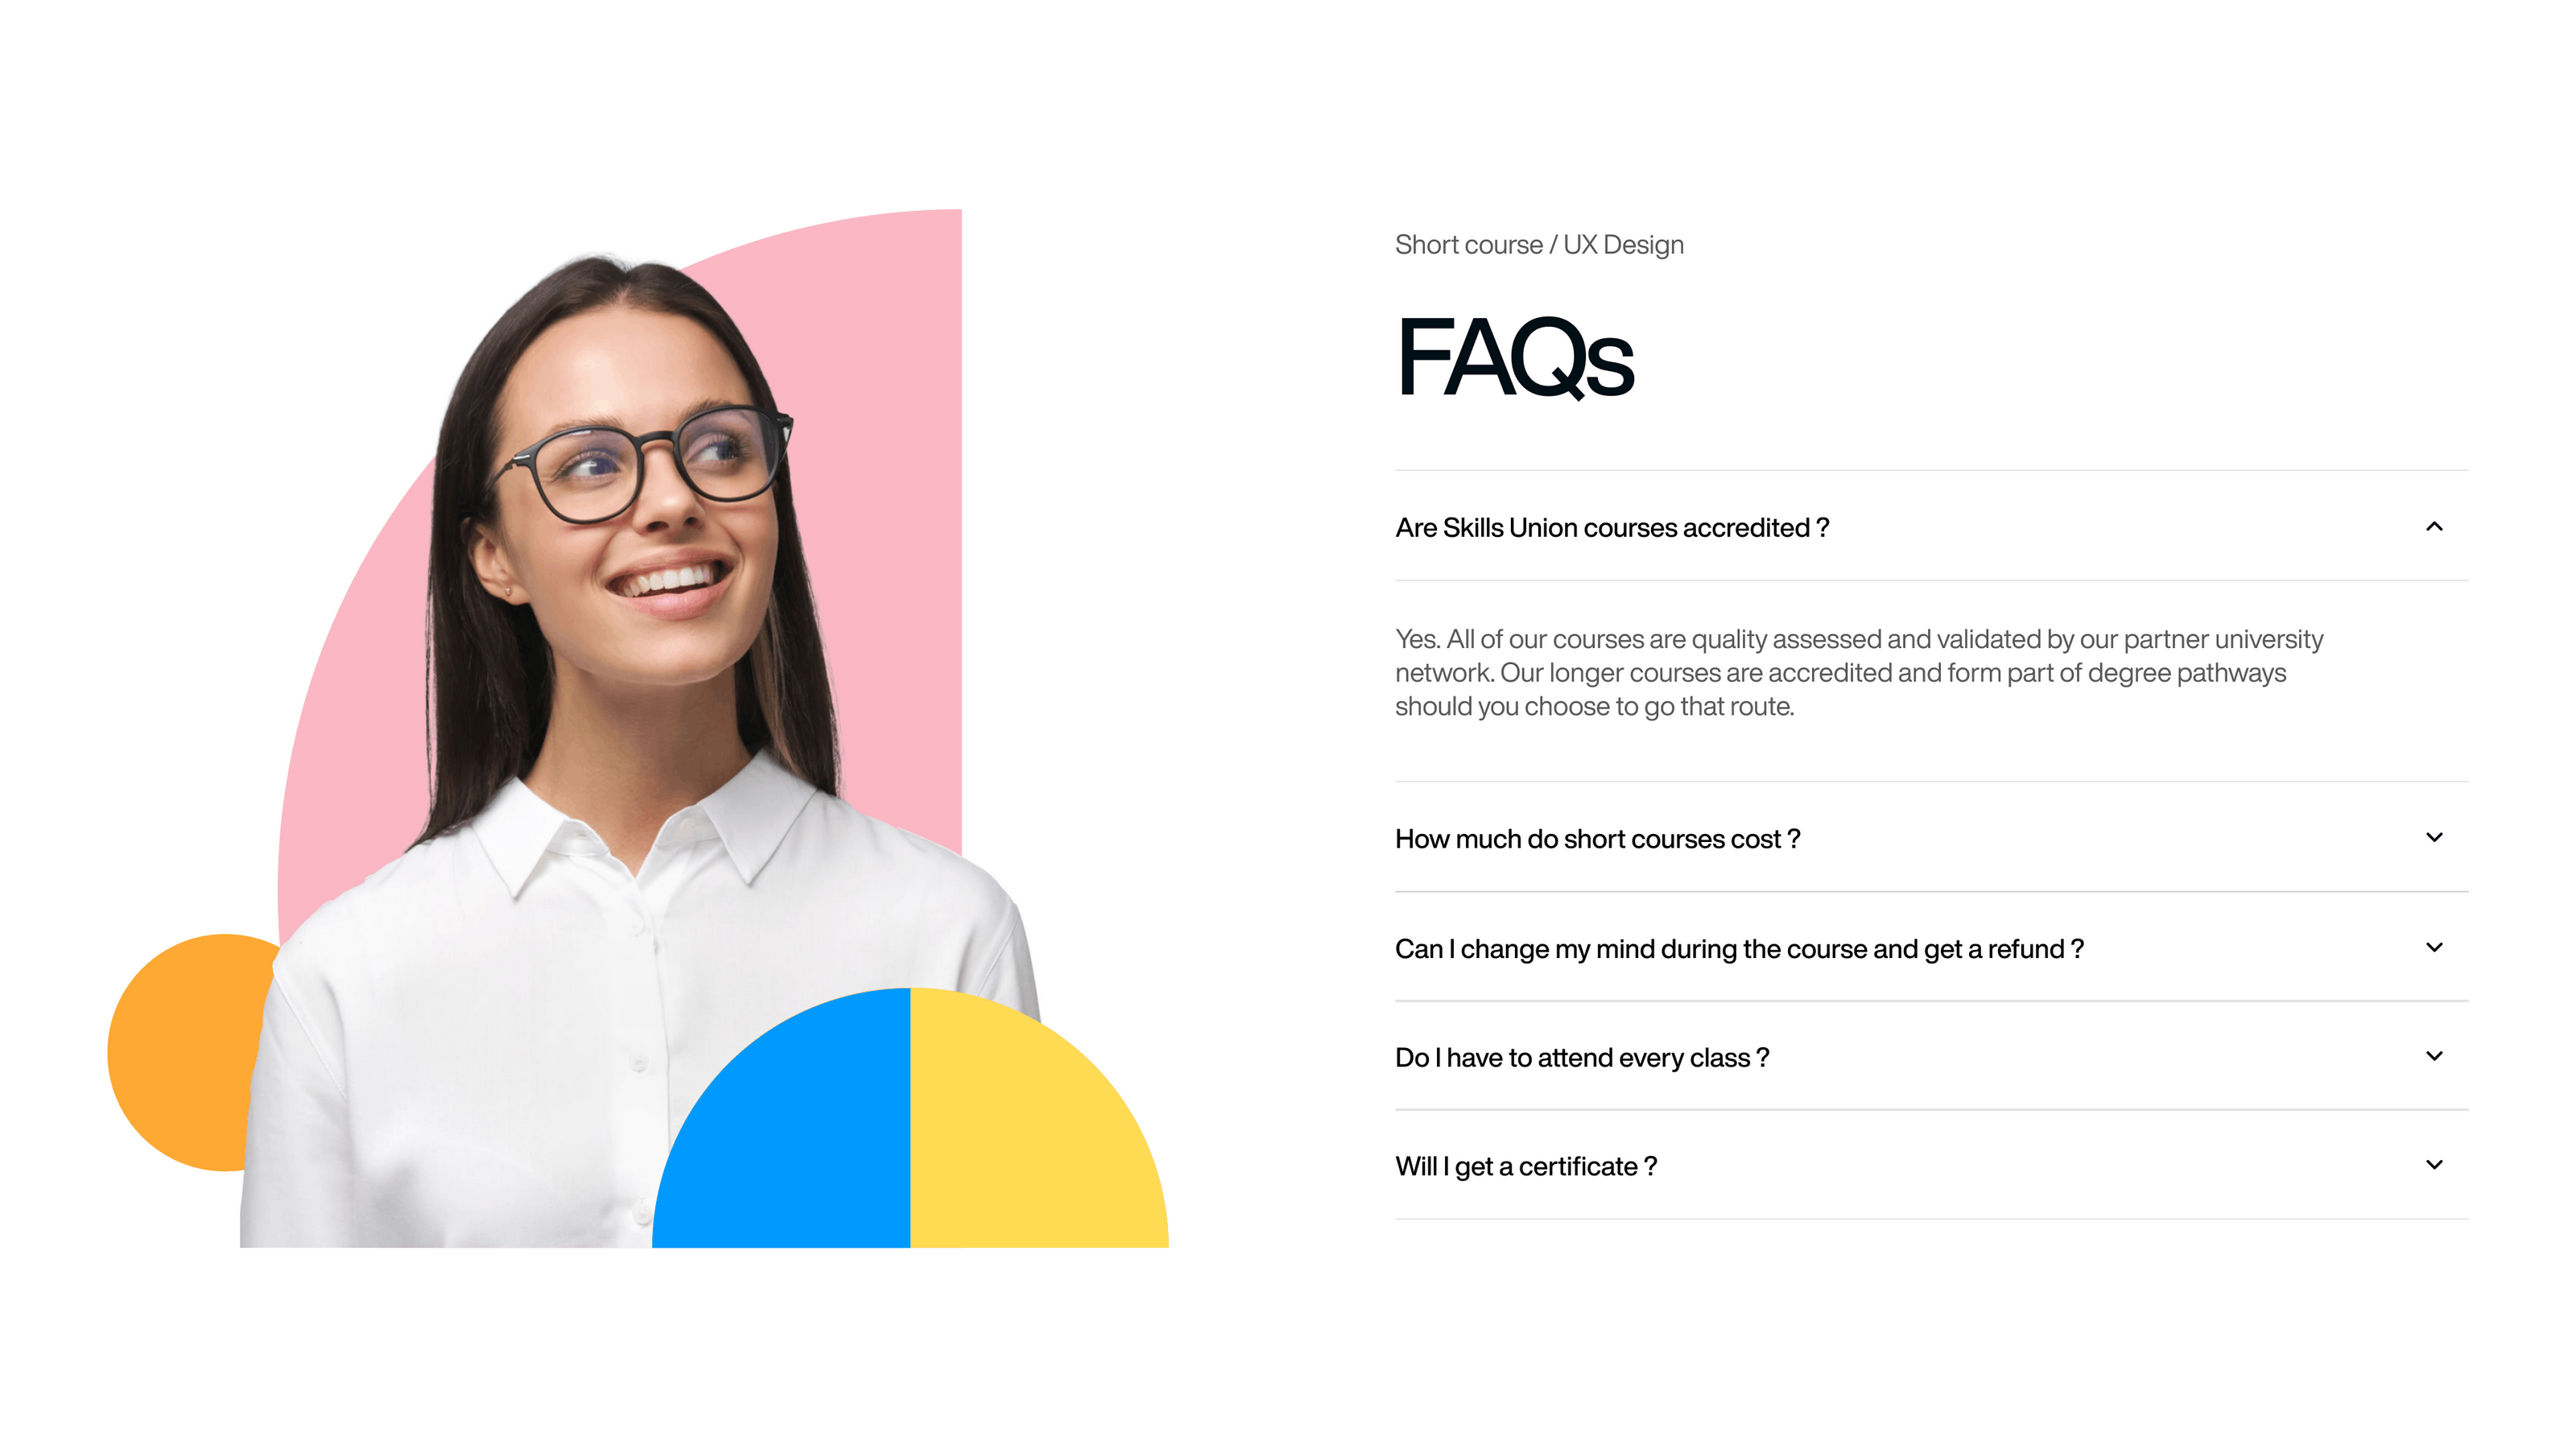 Short course / UX Design
FAQs
Are Skills Union courses accredited ?
Yes. All of our courses are quality assessed and validated by our partner university
network. Our longer courses are accredited and form part of degree pathways
should you choose to go that route.
How much do short courses cost ?
Can I change my mind during the course and get a refund ?
Do I have to attend every class ?
Will I get a certificate ?